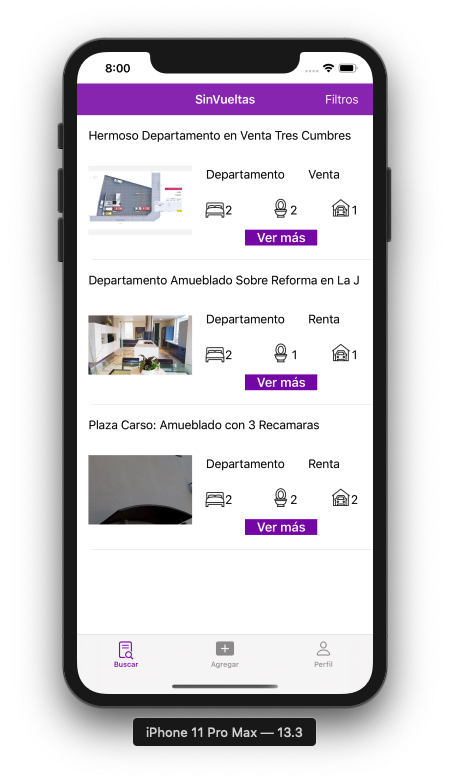 8:00
SinVueltas
Filtros
Hermoso Departamento en Venta Tres Cumbres
Departamento Venta
2 2 1
Ver más
Departamento Amueblado Sobre Reforma en La J
Departamento Renta
2 1 1
Ver más
Plaza Carso: Amueblado con 3 Recamaras
Departamento Renta
2 2 2
Ver más
Buscar Agregar Perfil
iPhone 11 Pro Max — 13.3